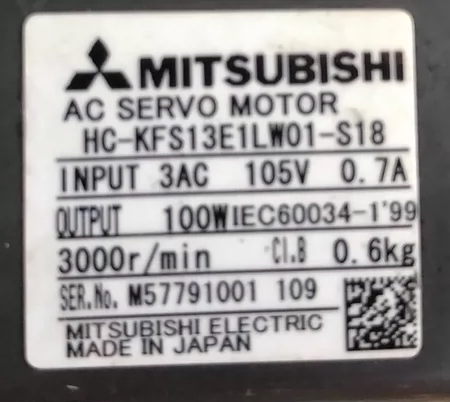 MITSUBISHI
AC SERVO MOTOR
HC-KFS13E1LW01-S18
INPUT 3AC 105V 0.7A
OUTPUT 100W IEC60034-1'99
3000r/min CI.B 0.6kg
SER.No. M57791001 109
MITSUBISHI ELECTRIC
MADE IN JAPAN